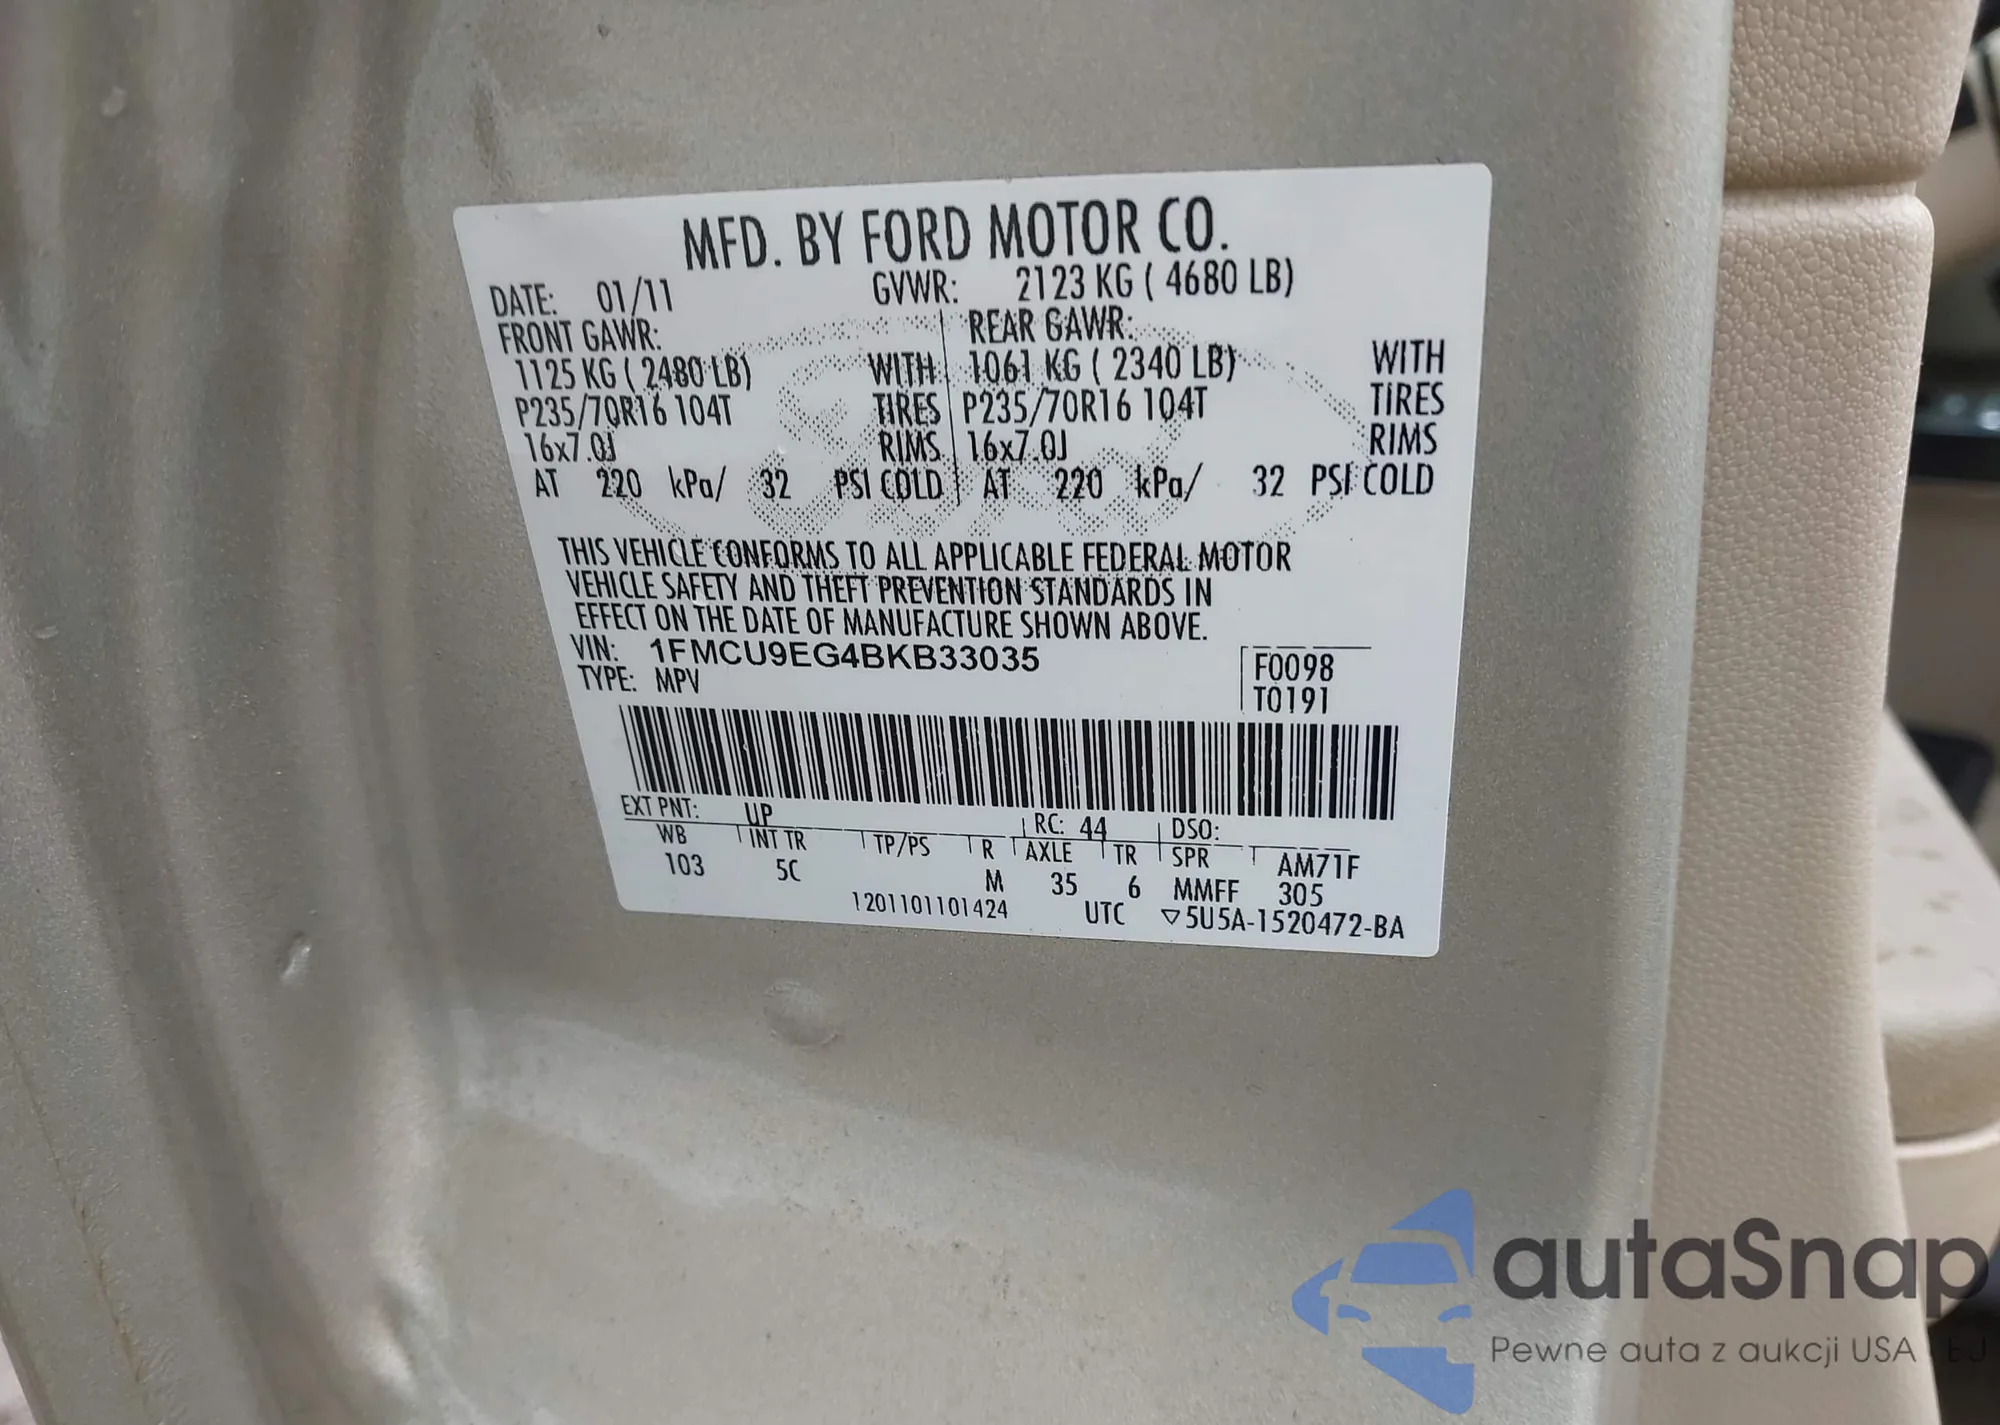 MFD. BY FORD MOTOR CO.
DATE: 01/11 GVWR: 2123 KG ( 4680 LB)
FRONT GAWR: REAR GAWR:
1125 KG ( 2480 LB) WITH 1061 KG ( 2340 LB) WITH
P235/70R16 104T TIRES P235/70R16 104T TIRES
16x7.0J RIMS 16x7.0J RIMS
AT 220 kPa/ 32 PSI COLD AT 220 kPa/ 32 PSI COLD
THIS VEHICLE CONFORMS TO ALL APPLICABLE FEDERAL MOTOR
VEHICLE SAFETY AND THEFT PREVENTION STANDARDS IN
EFFECT ON THE DATE OF MANUFACTURE SHOWN ABOVE.
VIN: 1FMCU9EG4BKB33035
TYPE: MPV
F0098
T0191
EXT PNT: UP RC: 44 DSO:
WB INT TR TP/PS R AXLE TR SPR AM71F
103 5C M 35 6 MMFF 305
1201101101424 UTC ▽5U5A-1520472-BA
autaSnap
Pewne auta z aukcji USA i EU